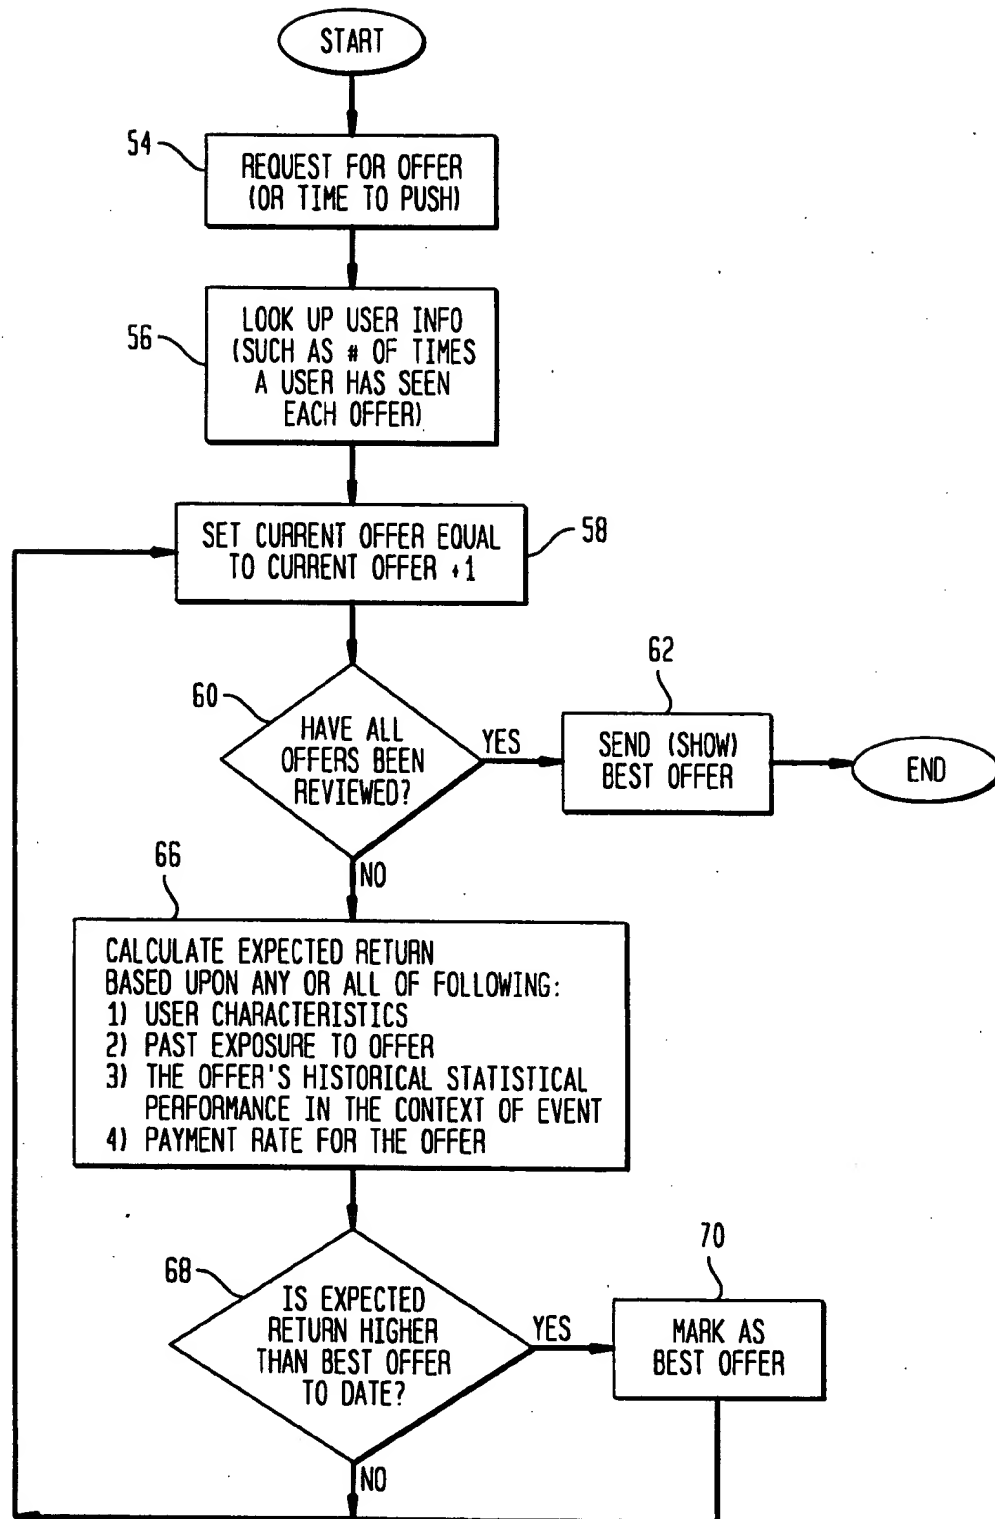 START
54
REQUEST FOR OFFER
(OR TIME TO PUSH)
56
LOOK UP USER INFO
(SUCH AS # OF TIMES
A USER HAS SEEN
EACH OFFER)
58
SET CURRENT OFFER EQUAL
TO CURRENT OFFER +1
60
HAVE ALL
OFFERS BEEN
REVIEWED?
YES
62
SEND (SHOW)
BEST OFFER
END
NO
66
CALCULATE EXPECTED RETURN
BASED UPON ANY OR ALL OF FOLLOWING:
1) USER CHARACTERISTICS
2) PAST EXPOSURE TO OFFER
3) THE OFFER'S HISTORICAL STATISTICAL
PERFORMANCE IN THE CONTEXT OF EVENT
4) PAYMENT RATE FOR THE OFFER
68
IS EXPECTED
RETURN HIGHER
THAN BEST OFFER
TO DATE?
YES
70
MARK AS
BEST OFFER
NO